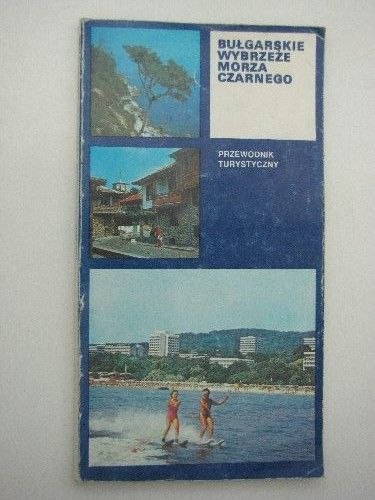 BUŁGARSKIE
WYBRZEŻE
MORZA
CZARNEGO
PRZEWODNIK
TURYSTYCZNY